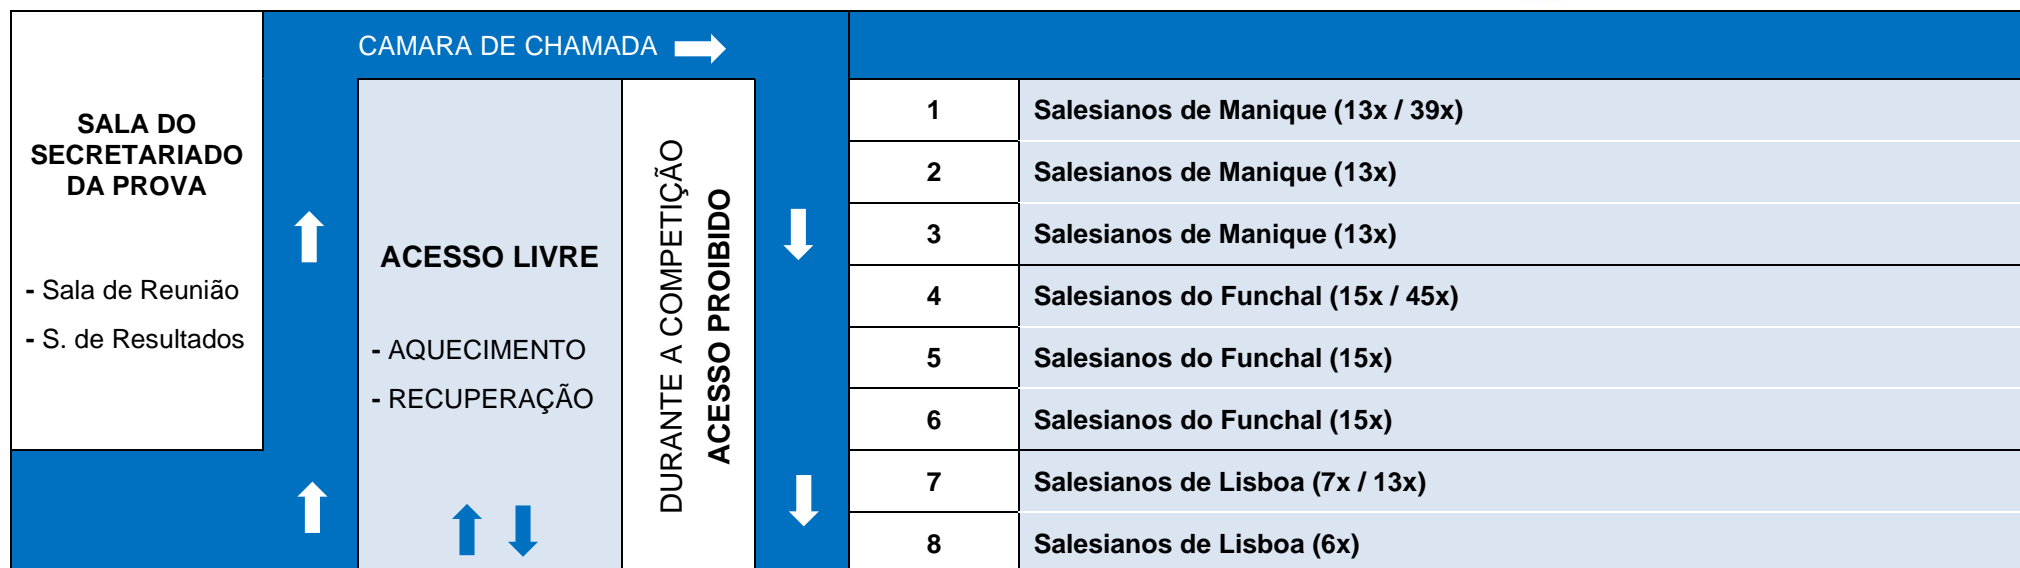 CAMARA DE CHAMADA
SALA DO
SECRETARIADO
DA PROVA
- Sala de Reunião
- S. de Resultados
ACESSO LIVRE
- AQUECIMENTO
- RECUPERAÇÃO
DURANTE A COMPETIÇÃO
ACESSO PROIBIDO
1 Salesianos de Manique (13x / 39x)
2 Salesianos de Manique (13x)
3 Salesianos de Manique (13x)
4 Salesianos do Funchal (15x / 45x)
5 Salesianos do Funchal (15x)
6 Salesianos do Funchal (15x)
7 Salesianos de Lisboa (7x / 13x)
8 Salesianos de Lisboa (6x)